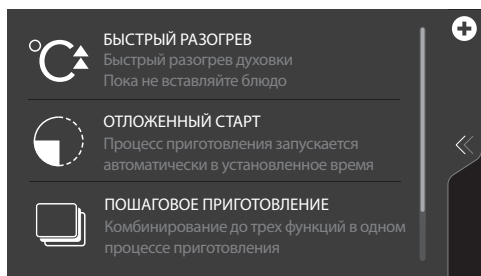 °C
БЫСТРЫЙ РАЗОГРЕВ
Быстрый разогрев духовки
Пока не вставляйте блюдо
ОТЛОЖЕННЫЙ СТАРТ
Процесс приготовления запускается
автоматически в установленное время
ПОШАГОВОЕ ПРИГОТОВЛЕНИЕ
Комбинирование до трех функций в одном
процессе приготовления